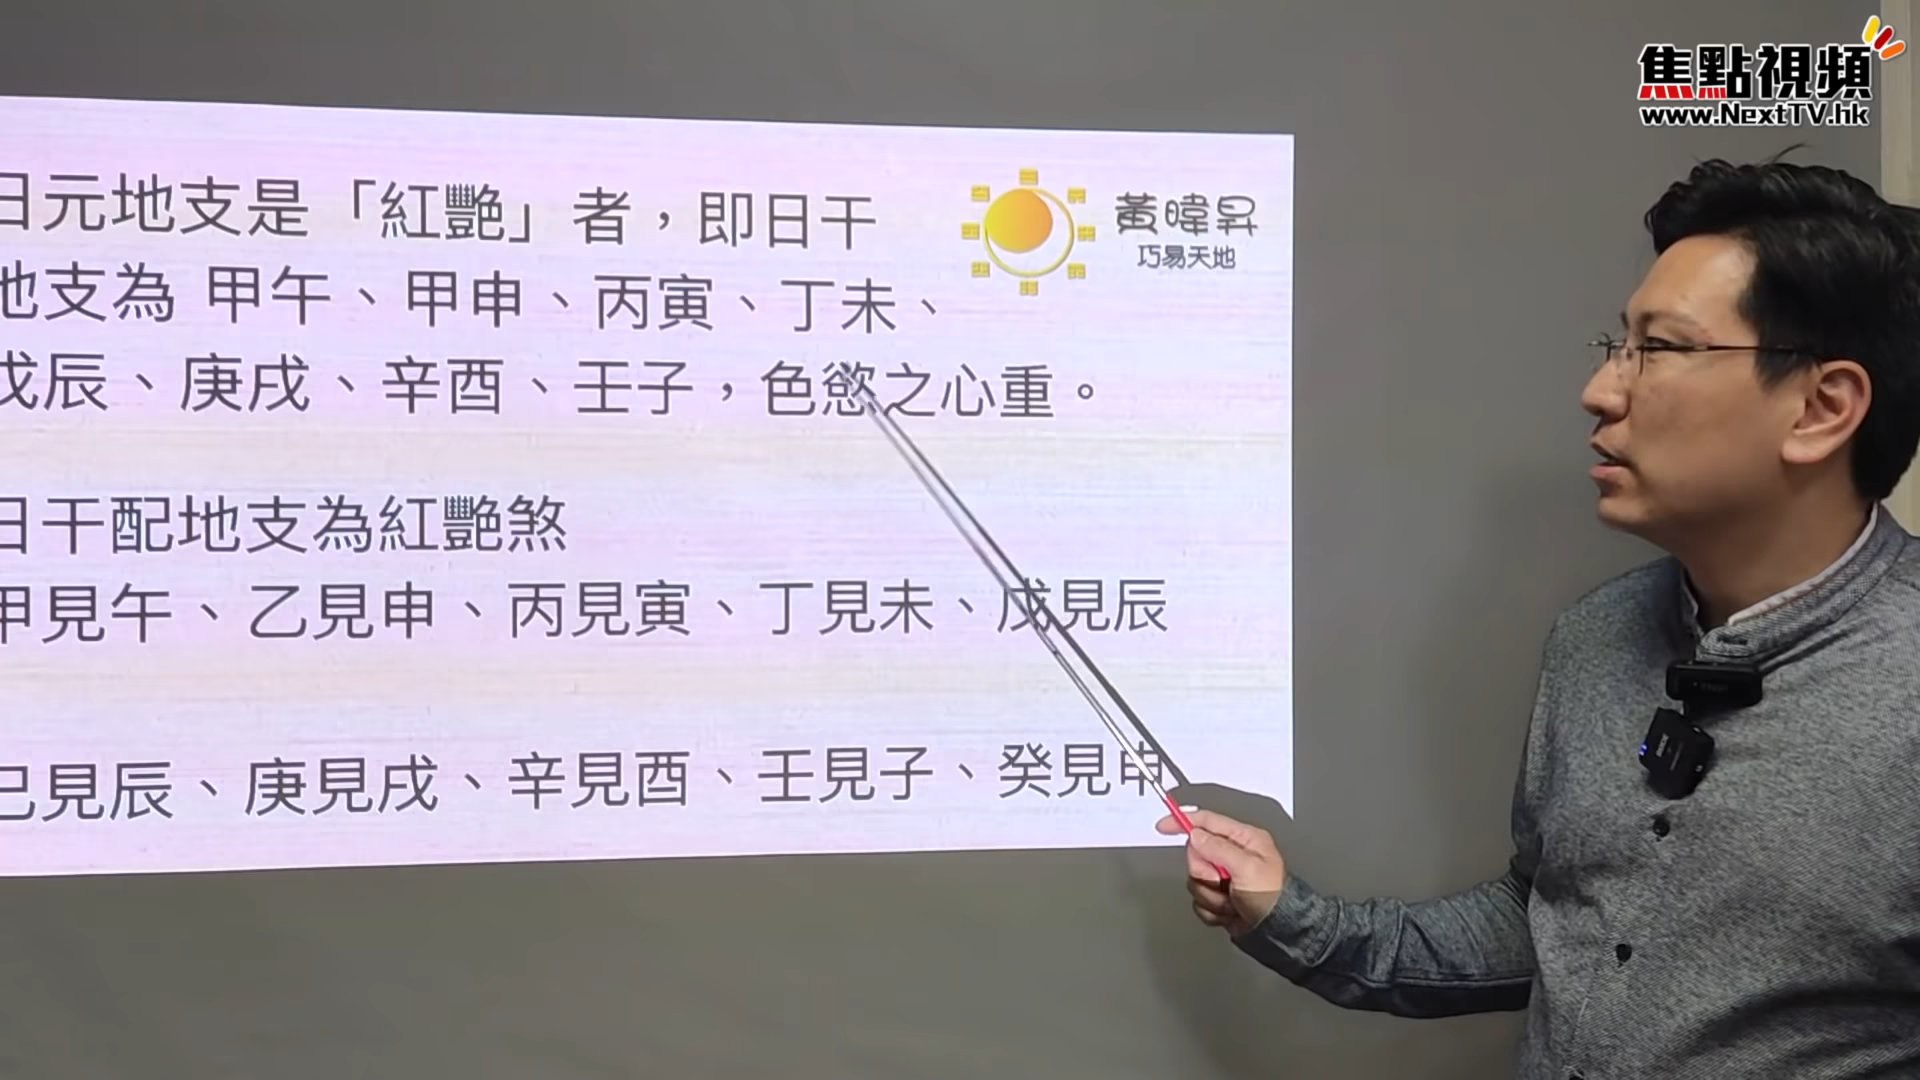 焦點視頻
www.NextTV.hk
日元地支是「紅艷」者，即日干
地支為 甲午、甲申、丙寅、丁未、
戊辰、庚戌、辛酉、壬子，色慾之心重。
黃暐昇
巧易天地
日干配地支為紅艷煞
甲見午、乙見申、丙見寅、丁見未、戊見辰
己見辰、庚見戌、辛見酉、壬見子、癸見申